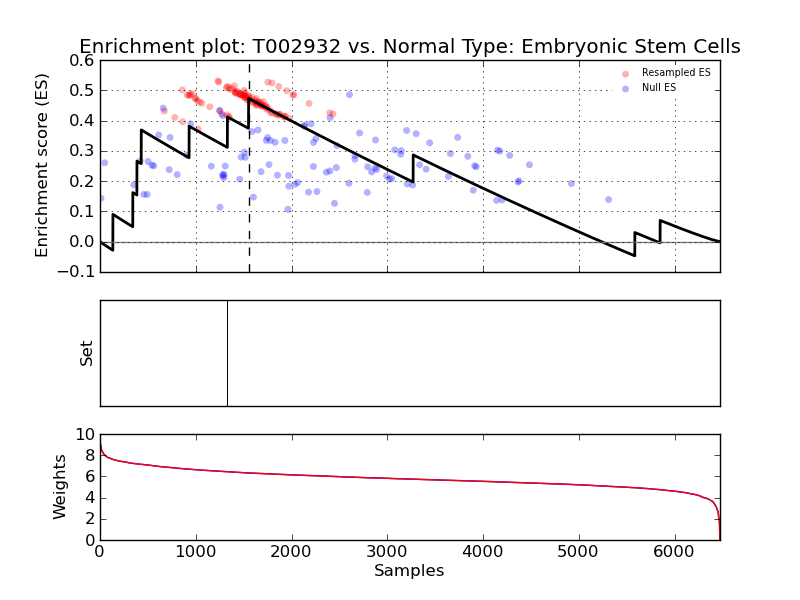 Enrichment plot: T002932 vs. Normal Type: Embryonic Stem Cells
Enrichment score (ES)
0.6
0.5
0.4
0.3
0.2
0.1
0.0
−0.1
Resampled ES
Null ES
Set
Weights
10
8
6
4
2
0
0 1000 2000 3000 4000 5000 6000
Samples